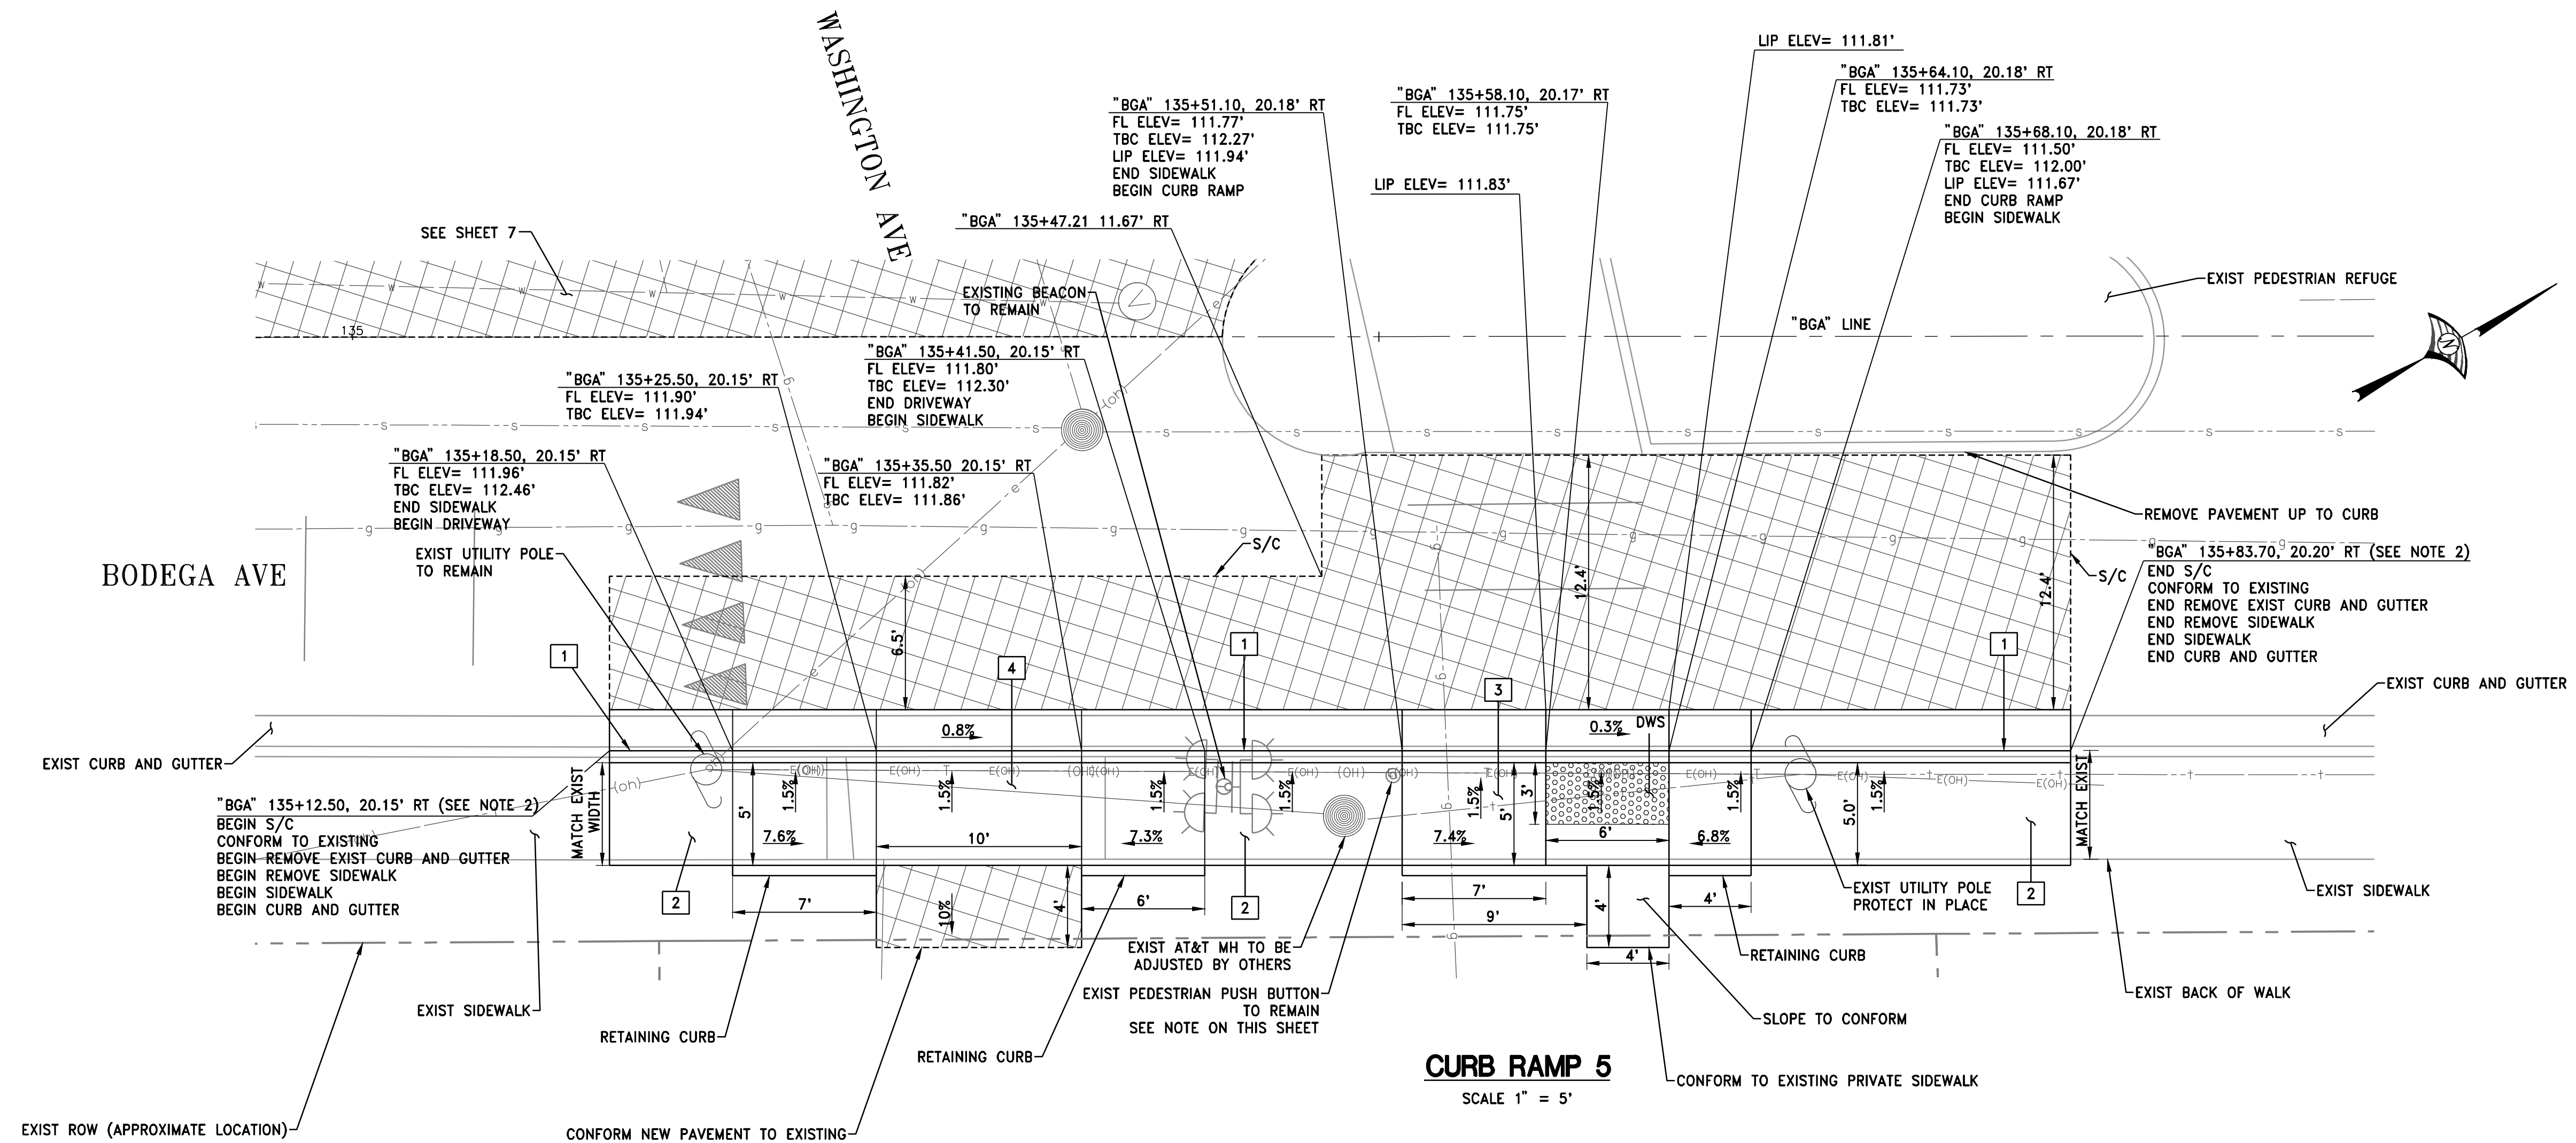 WASHINGTON AVE
LIP ELEV= 111.81'
"BGA" 135+64.10, 20.18' RT
FL ELEV= 111.73'
TBC ELEV= 111.73'
"BGA" 135+58.10, 20.17' RT
FL ELEV= 111.75'
TBC ELEV= 111.75'
"BGA" 135+51.10, 20.18' RT
FL ELEV= 111.77'
TBC ELEV= 112.27'
LIP ELEV= 111.94'
END SIDEWALK
BEGIN CURB RAMP
"BGA" 135+68.10, 20.18' RT
FL ELEV= 111.50'
TBC ELEV= 112.00'
LIP ELEV= 111.67'
END CURB RAMP
BEGIN SIDEWALK
LIP ELEV= 111.83'
"BGA" 135+47.21 11.67' RT
SEE SHEET 7
EXISTING BEACON
TO REMAIN
EXIST PEDESTRIAN REFUGE
135
"BGA" LINE
N
"BGA" 135+41.50, 20.15' RT
FL ELEV= 111.80'
TBC ELEV= 112.30'
END DRIVEWAY
BEGIN SIDEWALK
"BGA" 135+25.50, 20.15' RT
FL ELEV= 111.90'
TBC ELEV= 111.94'
"BGA" 135+18.50, 20.15' RT
FL ELEV= 111.96'
TBC ELEV= 112.46'
END SIDEWALK
BEGIN DRIVEWAY
"BGA" 135+35.50 20.15' RT
FL ELEV= 111.82'
TBC ELEV= 111.86'
EXIST UTILITY POLE
TO REMAIN
S/C
REMOVE PAVEMENT UP TO CURB
BODEGA AVE
12.4'
12.4'
S/C
"BGA" 135+83.70, 20.20' RT (SEE NOTE 2)
END S/C
CONFORM TO EXISTING
END REMOVE EXIST CURB AND GUTTER
END REMOVE SIDEWALK
END SIDEWALK
END CURB AND GUTTER
6.5'
1
4
1
3
1
EXIST CURB AND GUTTER
0.8%
0.3%
DWS
EXIST CURB AND GUTTER
MATCH EXIST
WIDTH
5'
1.5%
1.5%
1.5%
1.5%
1.5%
5'
3'
1.5%
1.5%
5.0'
1.5%
MATCH EXIST
"BGA" 135+12.50, 20.15' RT (SEE NOTE 2)
BEGIN S/C
CONFORM TO EXISTING
BEGIN REMOVE EXIST CURB AND GUTTER
BEGIN REMOVE SIDEWALK
BEGIN SIDEWALK
BEGIN CURB AND GUTTER
7.6%
10'
7.3%
7.4%
6'
6.8%
2
7'
10%
4'
6'
2
7'
9'
4'
4'
4'
EXIST UTILITY POLE
PROTECT IN PLACE
2
EXIST SIDEWALK
EXIST AT&T MH TO BE
ADJUSTED BY OTHERS
RETAINING CURB
EXIST PEDESTRIAN PUSH BUTTON
TO REMAIN
SEE NOTE ON THIS SHEET
EXIST BACK OF WALK
EXIST SIDEWALK
SLOPE TO CONFORM
RETAINING CURB
RETAINING CURB
CURB RAMP 5
SCALE 1" = 5'
CONFORM TO EXISTING PRIVATE SIDEWALK
EXIST ROW (APPROXIMATE LOCATION)
CONFORM NEW PAVEMENT TO EXISTING